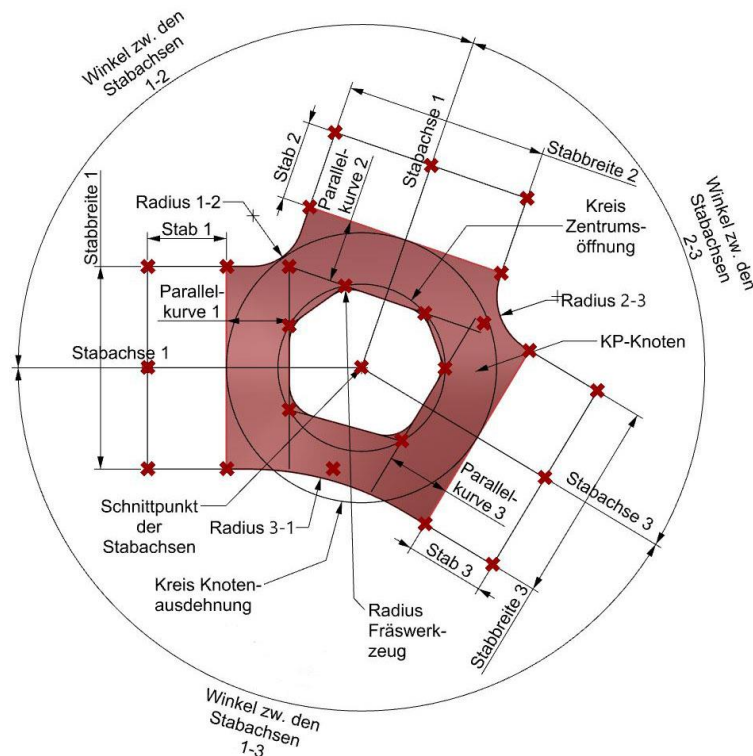 Winkel zw. den
Stabachsen
1-2
Stab 2
Parallel-
kurve 2
Stabachse 1
Stabbreite 2
Winkel zw. den
Stabachsen
2-3
Stabbreite 1
Stab 1
Radius 1-2
Kreis
Zentrums-
öffnung
Parallel-
kurve 1
Radius 2-3
KP-Knoten
Stabachse 1
Schnittpunkt
der
Stabachsen
Radius 3-1
Kreis Knoten-
ausdehnung
Radius
Fräswerk-
zeug
Parallel-
kurve 3
Stab 3
Stabachse 3
Stabbreite 3
Winkel zw. den
Stabachsen
1-3